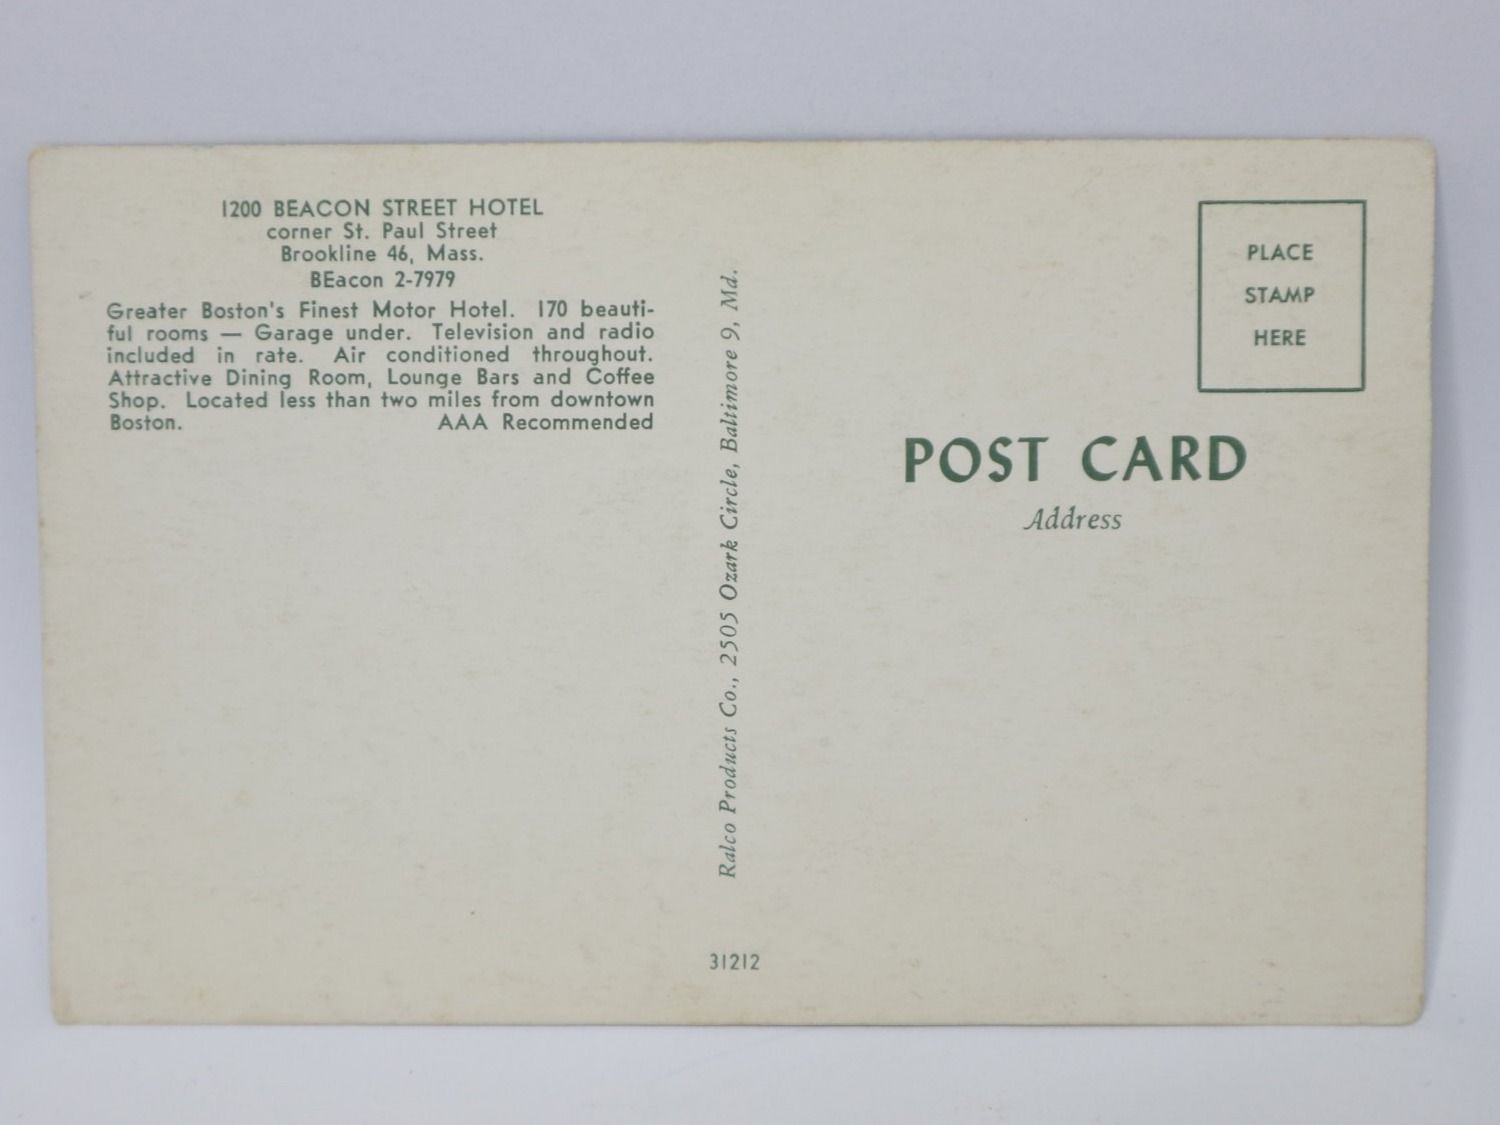 1200 BEACON STREET HOTEL
corner St. Paul Street
Brookline 46, Mass.
BEacon 2-7979
Greater Boston's Finest Motor Hotel. 170 beauti-
ful rooms — Garage under. Television and radio
included in rate. Air conditioned throughout.
Attractive Dining Room, Lounge Bars and Coffee
Shop. Located less than two miles from downtown
Boston. AAA Recommended
Ralco Products Co., 2505 Ozark Circle, Baltimore 9, Md.
31212
PLACE
STAMP
HERE
POST CARD
Address